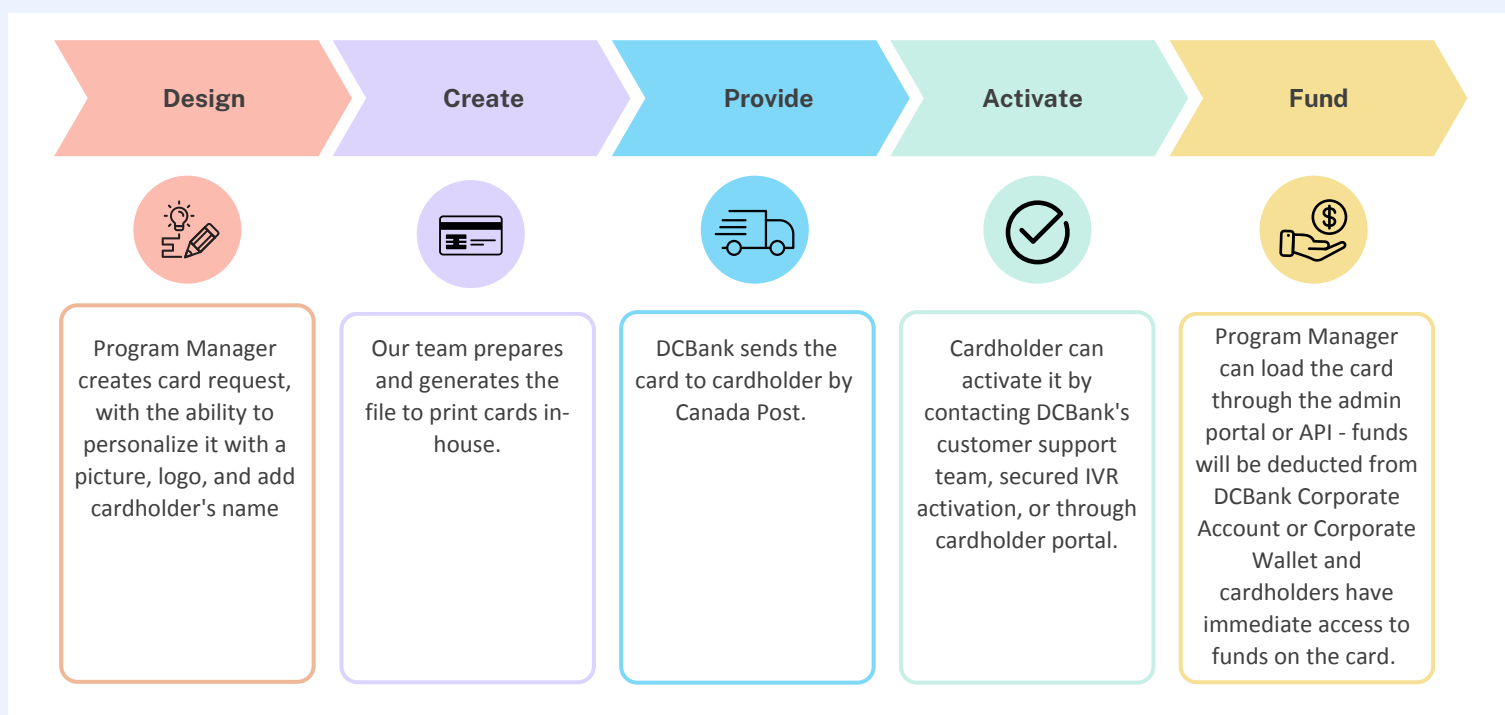 Design
Create
Provide
Activate
Fund
Program Manager
creates card request,
with the ability to
personalize it with a
picture, logo, and add
cardholder's name
Our team prepares
and generates the
file to print cards in-
house.
DCBank sends the
card to cardholder by
Canada Post.
Cardholder can
activate it by
contacting DCBank's
customer support
team, secured IVR
activation, or through
cardholder portal.
Program Manager
can load the card
through the admin
portal or API - funds
will be deducted from
DCBank Corporate
Account or Corporate
Wallet and
cardholders have
immediate access to
funds on the card.